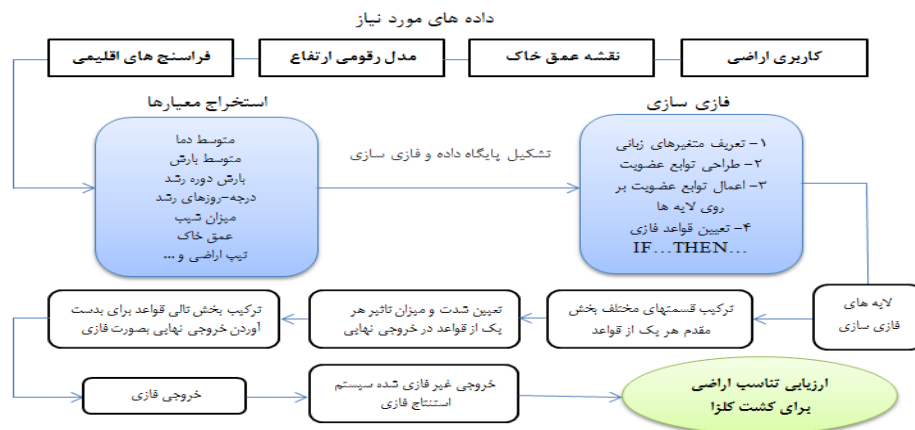 داده های مورد نیاز
کاربری اراضی
نقشه عمق خاک
مدل رقومی ارتفاع
فراسنج های اقلیمی
استخراج معیارها
متوسط دما
متوسط بارش
بارش دوره رشد
درجه-روزهای رشد
میزان شیب
عمق خاک
تیپ اراضی و ...
تشکیل پایگاه داده و فازی سازی
فازی سازی
۱- تعریف متغیرهای زبانی
۲- طراحی توابع عضویت
۳- اعمال توابع عضویت بر
روی لایه ها
۴- تعیین قواعد فازی
IF...THEN...
لایه های
فازی سازی
ترکیب قسمتهای مختلف بخش
مقدم هر یک از قواعد
تعیین شدت و میزان تاثیر هر
یک از قواعد در خروجی نهایی
ترکیب بخش تالی قواعد برای بدست
آوردن خروجی نهایی بصورت فازی
خروجی فازی
خروجی غیر فازی شده سیستم
استنتاج فازی
ارزیابی تناسب اراضی
برای کشت کلزا